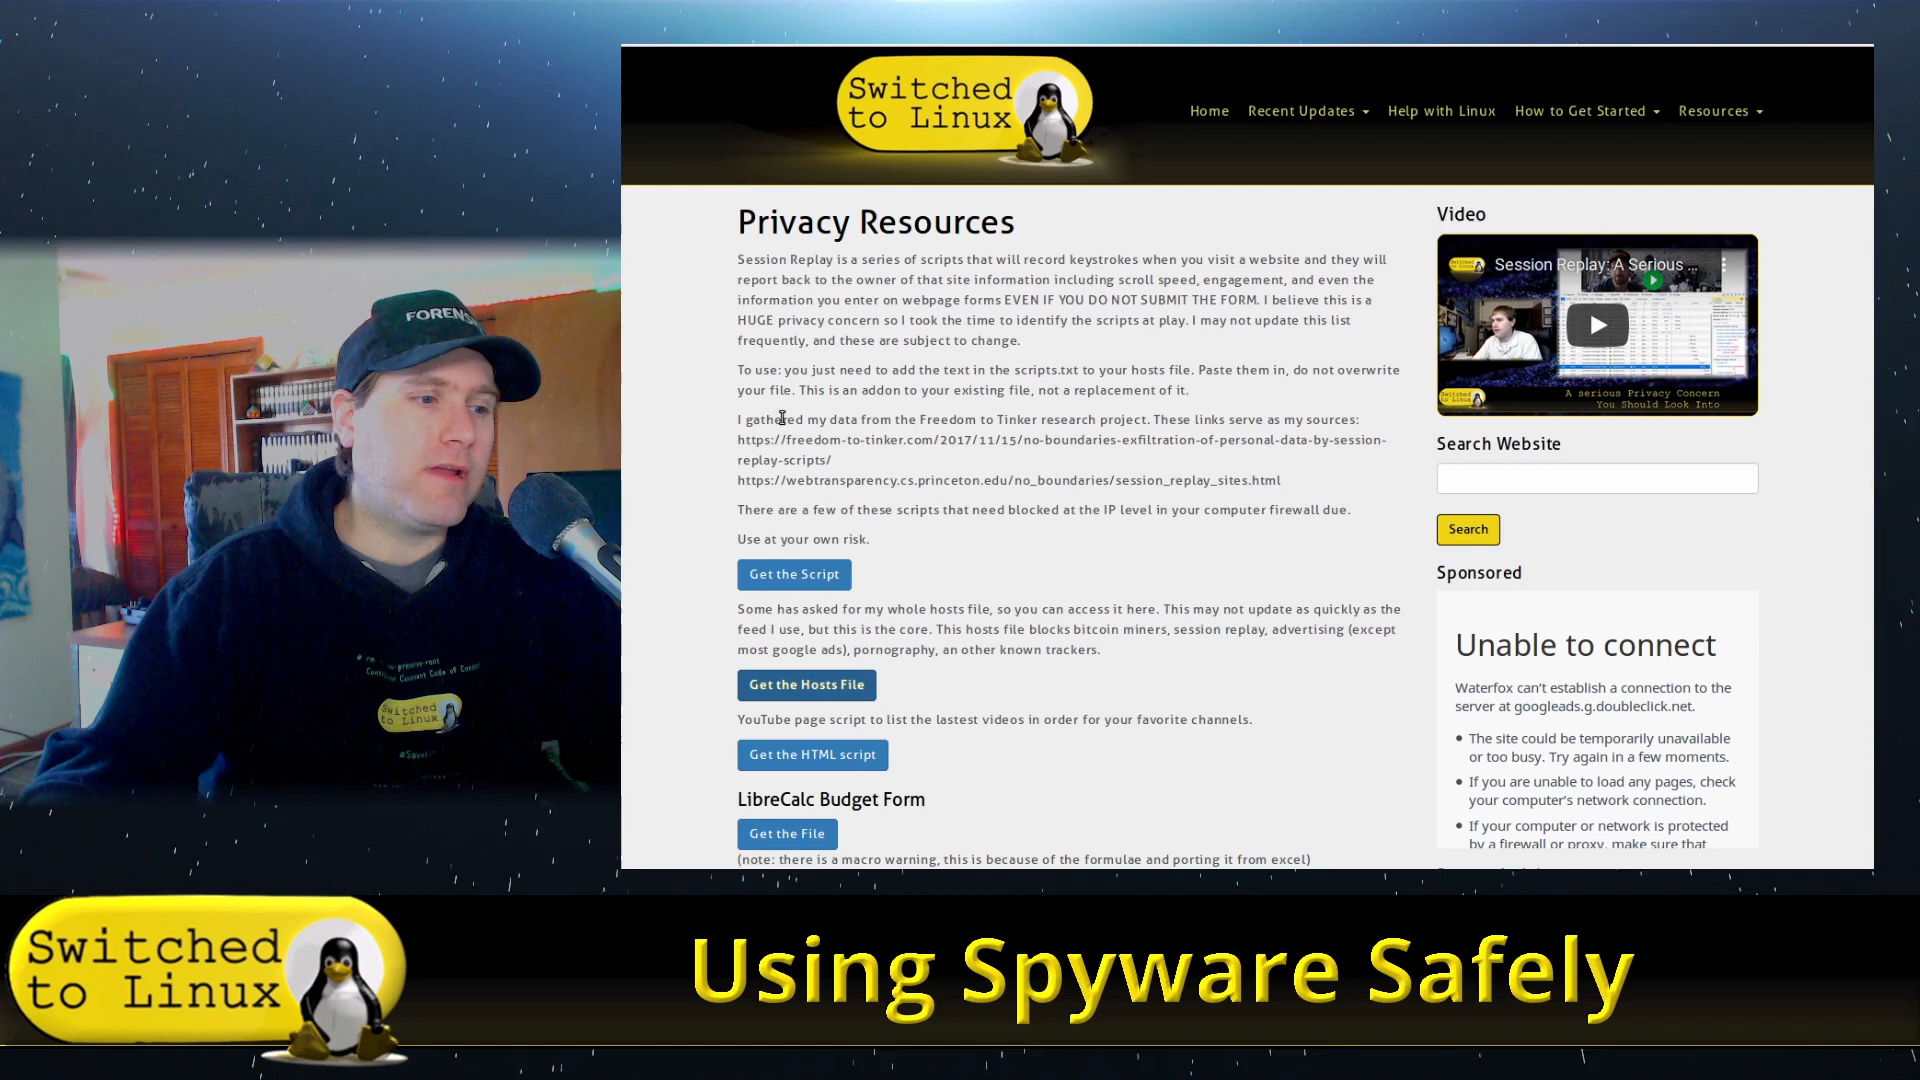 Switched
to Linux
Home Recent Updates Help with Linux How to Get Started Resources
Privacy Resources
Session Replay is a series of scripts that will record keystrokes when you visit a website and they will
report back to the owner of that site information including scroll speed, engagement, and even the
information you enter on webpage forms EVEN IF YOU DO NOT SUBMIT THE FORM. I believe this is a
HUGE privacy concern so I took the time to identify the scripts at play. I may not update this list
frequently, and these are subject to change.
To use: you just need to add the text in the scripts.txt to your hosts file. Paste them in, do not overwrite
your file. This is an addon to your existing file, not a replacement of it.
I gathered my data from the Freedom to Tinker research project. These links serve as my sources:
https://freedom-to-tinker.com/2017/11/15/no-boundaries-exfiltration-of-personal-data-by-session-
replay-scripts/
https://webtransparency.cs.princeton.edu/no_boundaries/session_replay_sites.html
There are a few of these scripts that need blocked at the IP level in your computer firewall due.
Use at your own risk.
Get the Script
Some has asked for my whole hosts file, so you can access it here. This may not update as quickly as the
feed I use, but this is the core. This hosts file blocks bitcoin miners, session replay, advertising (except
most google ads), pornography, an other known trackers.
Get the Hosts File
YouTube page script to list the lastest videos in order for your favorite channels.
Get the HTML script
LibreCalc Budget Form
Get the File
(note: there is a macro warning, this is because of the formulae and porting it from excel)
Video
Session Replay: A Serious ...
A serious Privacy Concern
You Should Look Into
Search Website
Search
Sponsored
Unable to connect
Waterfox can't establish a connection to the
server at googleads.g.doubleclick.net.
• The site could be temporarily unavailable
or too busy. Try again in a few moments.
• If you are unable to load any pages, check
your computer's network connection.
• If your computer or network is protected
by a firewall or proxy, make sure that
FORENS
Switched
to Linux
Switched
to Linux
Using Spyware Safely